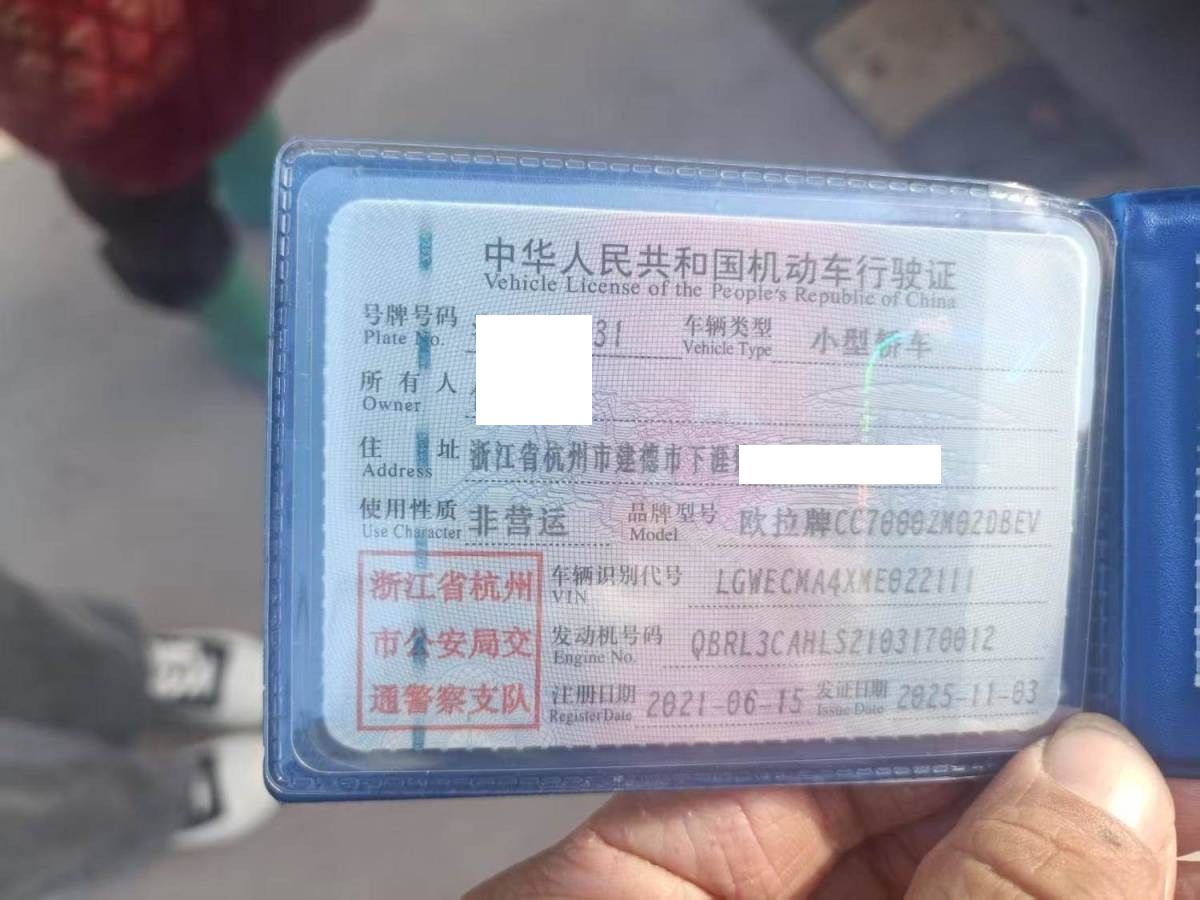 中华人民共和国机动车行驶证
Vehicle License of the People's Republic of China
号牌号码 31 车辆类型 小型轿车
Plate No. Vehicle Type
所有人
Owner
住址 浙江省杭州市建德市下涯
Address
使用性质 非营运 品牌型号 欧拉牌CC7000ZM02DBEV
Use Character Model
浙江省杭州
市公安局交
通警察支队
车辆识别代号 LGWECMA4XME022111
VIN
发动机号码 QBRL3CAHLS2103170012
Engine No.
注册日期 2021-06-15 发证日期 2025-11-03
Register Date Issue Date